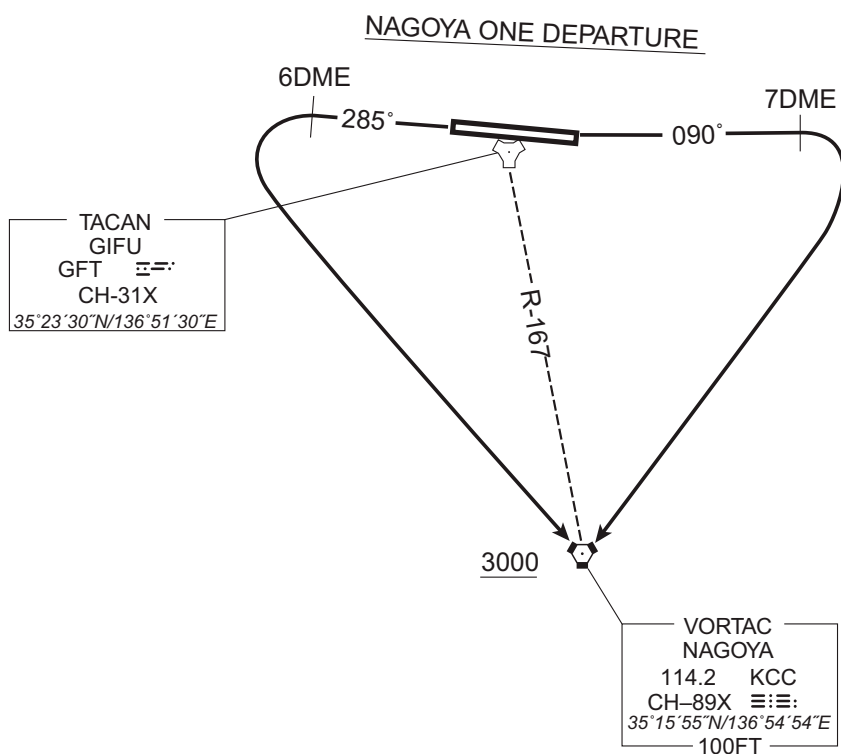 NAGOYA ONE DEPARTURE
6DME
7DME
285°
090°
TACAN
GIFU
GFT
CH-31X
35°23´30˝N/136°51´30˝E
R-167
3000
VORTAC
NAGOYA
114.2 KCC
CH–89X
35°15´55˝N/136°54´54˝E
100FT